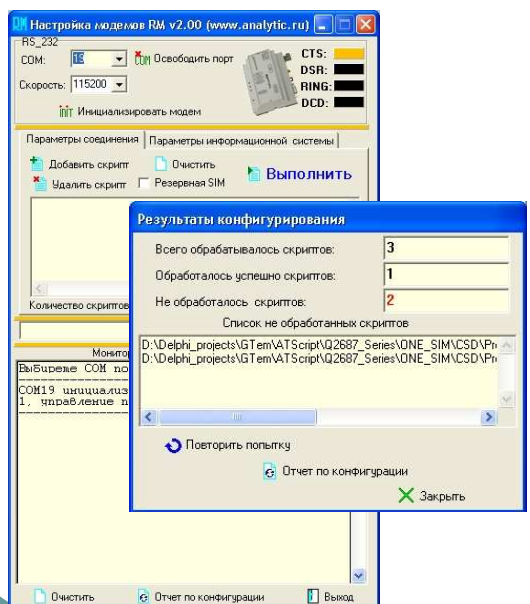 Настройка модемов RM v2.00 (www.analytic.ru)
RS_232
COM: 19
Освободить порт
CTS:
DSR:
RING:
DCD:
Скорость: 115200
init Инициализировать модем
Параметры соединения Параметры информационной системы
Добавить скрипт Очистить
Удалить скрипт Резервная SIM
Выполнить
Количество скриптов
Результаты конфигурирования
Всего обрабатывалось скриптов: 3
Обработалось успешно скриптов: 1
Не обработалось скриптов: 2
Список не обработанных скриптов
D:\Delphi_projects\GTem\ATScript\Q2687_Series\ONE_SIM\CSD\Pr
D:\Delphi_projects\GTem\ATScript\Q2687_Series\ONE_SIM\CSD\Pr
Повторить попытку
Отчет по конфигурации
Закрыть
Монитор
Выбиреме COM по
COM19 инициализ
1, управление п
Очистить Отчет по конфигурации Выход